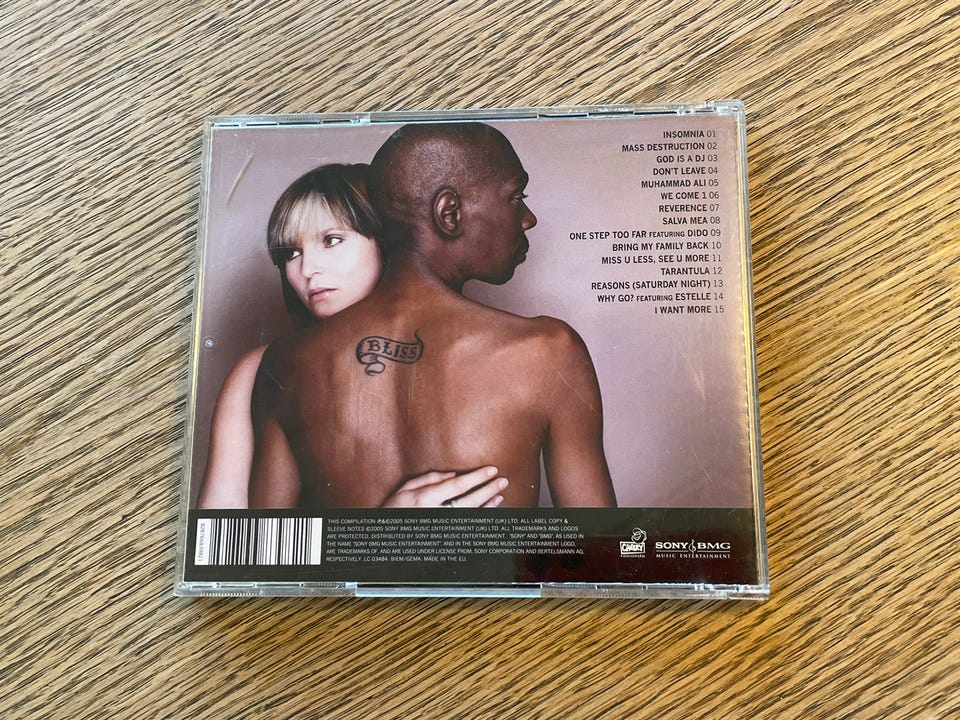 INSOMNIA 01
MASS DESTRUCTION 02
GOD IS A DJ 03
DON'T LEAVE 04
MUHAMMAD ALI 05
WE COME 1 06
REVERENCE 07
SALVA MEA 08
ONE STEP TOO FAR FEATURING DIDO 09
BRING MY FAMILY BACK 10
MISS U LESS, SEE U MORE 11
TARANTULA 12
REASONS (SATURDAY NIGHT) 13
WHY GO? FEATURING ESTELLE 14
I WANT MORE 15
BLISS
THIS COMPILATION ℗&©2005 SONY BMG MUSIC ENTERTAINMENT (UK) LTD. ALL LABEL COPY &
SLEEVE NOTES ©2005 SONY BMG MUSIC ENTERTAINMENT (UK) LTD. ALL TRADEMARKS AND LOGOS
ARE PROTECTED. DISTRIBUTED BY SONY BMG MUSIC ENTERTAINMENT. "SONY" AND "BMG", AS USED IN
THE NAME "SONY BMG MUSIC ENTERTAINMENT", AND IN THE SONY BMG MUSIC ENTERTAINMENT LOGO,
ARE TRADEMARKS OF, AND ARE USED UNDER LICENSE FROM, SONY CORPORATION AND BERTELSMANN AG,
RESPECTIVELY. LC 03484. BIEM/GEMA. MADE IN THE EU.
CHEEKY
SONY BMG
MUSIC ENTERTAINMENT